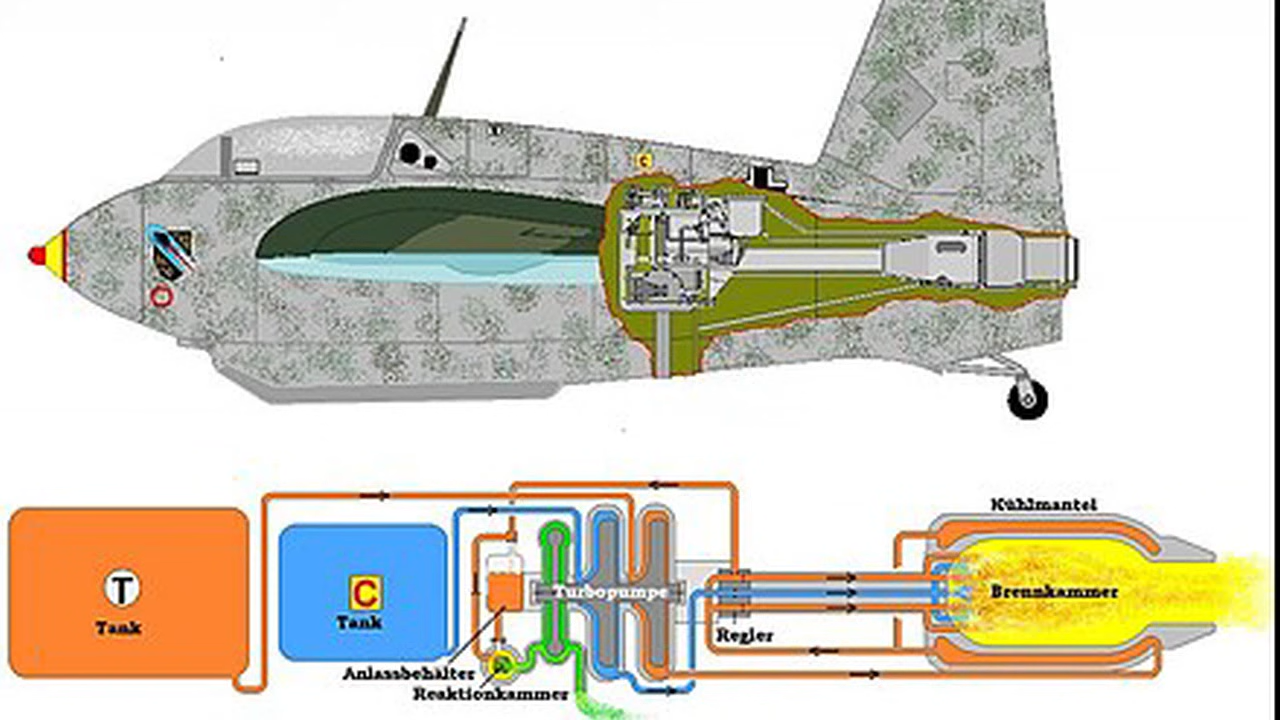 C
Kühlmantel
T
Tank
C
Tank
Turbopumpe
Brennkammer
Regler
Anlassbehälter
Reaktionkammer